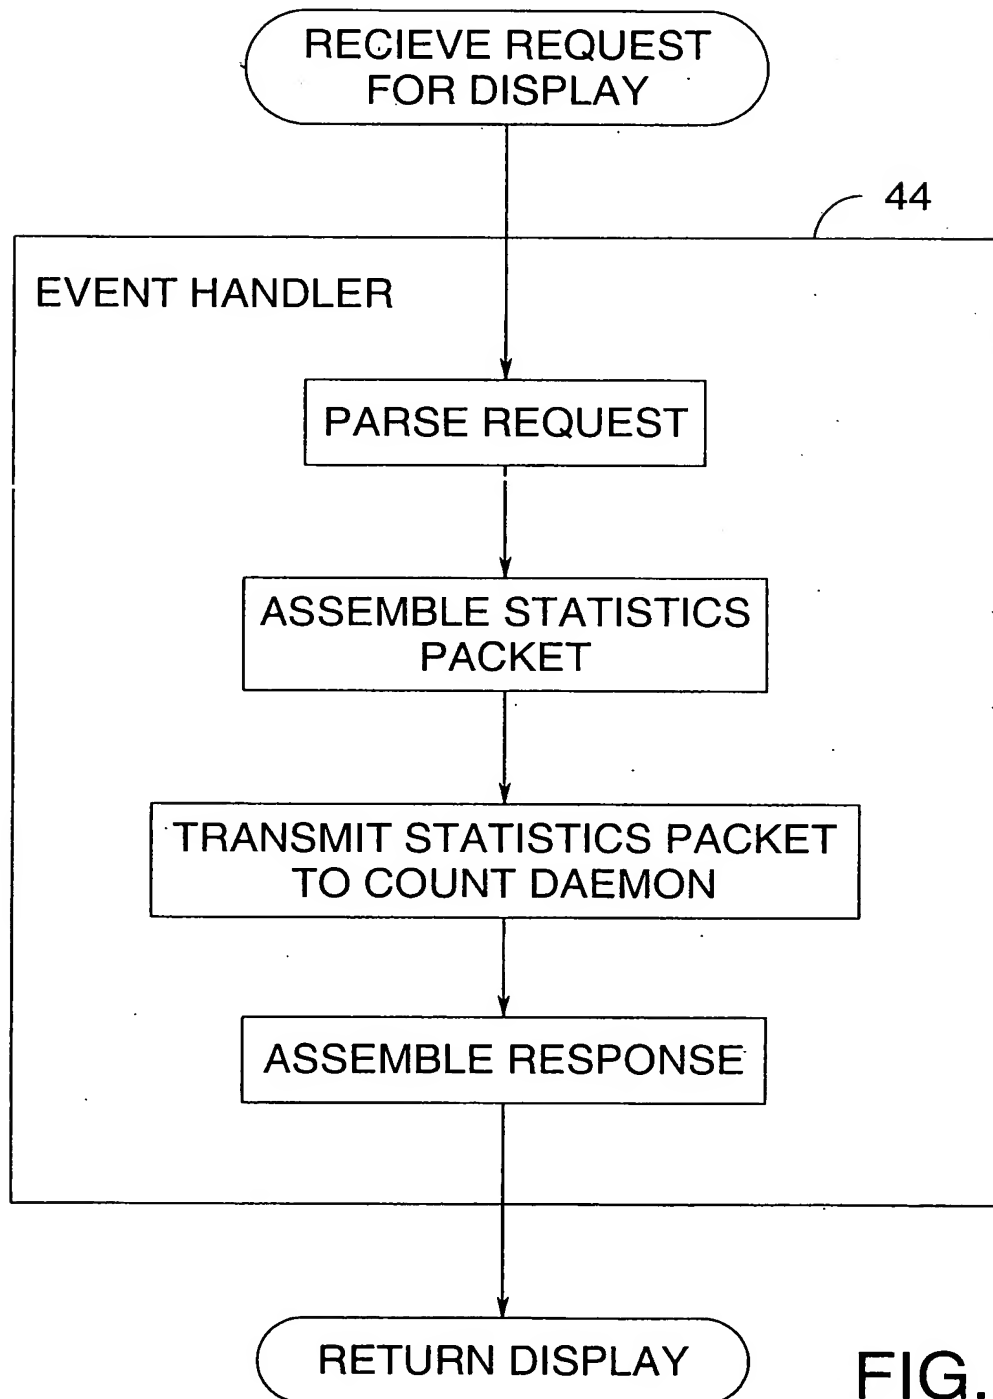 RECIEVE REQUEST
FOR DISPLAY
44
EVENT HANDLER
PARSE REQUEST
ASSEMBLE STATISTICS
PACKET
TRANSMIT STATISTICS PACKET
TO COUNT DAEMON
ASSEMBLE RESPONSE
RETURN DISPLAY
FIG.